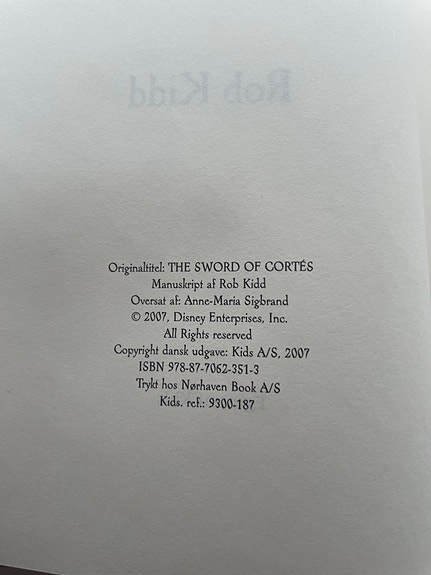 Rob Kidd
Originaltitel: THE SWORD OF CORTÉS
Manuskript af Rob Kidd
Oversat af: Anne-Maria Sigbrand
© 2007, Disney Enterprises, Inc.
All Rights reserved
Copyright dansk udgave: Kids A/S, 2007
ISBN 978-87-7062-351-3
Trykt hos Nørhaven Book A/S
Kids. ref.: 9300-187